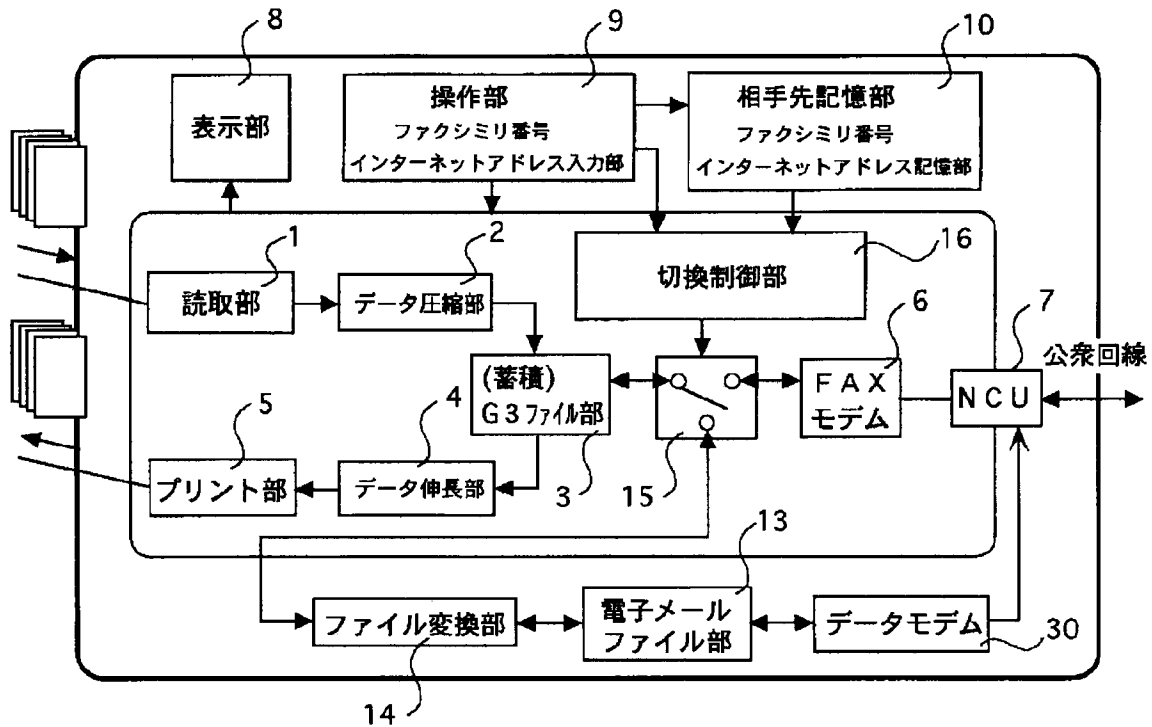 8
9
10
表示部
操作部
ファクシミリ番号
インターネットアドレス入力部
相手先記憶部
ファクシミリ番号
インターネットアドレス記憶部
1
2
16
読取部
データ圧縮部
切換制御部
6
7
公衆回線
(蓄積)
G3ファイル部
FAX
モデム
NCU
5
4
プリント部
データ伸長部
3
15
13
ファイル変換部
電子メール
ファイル部
データモデム
30
14